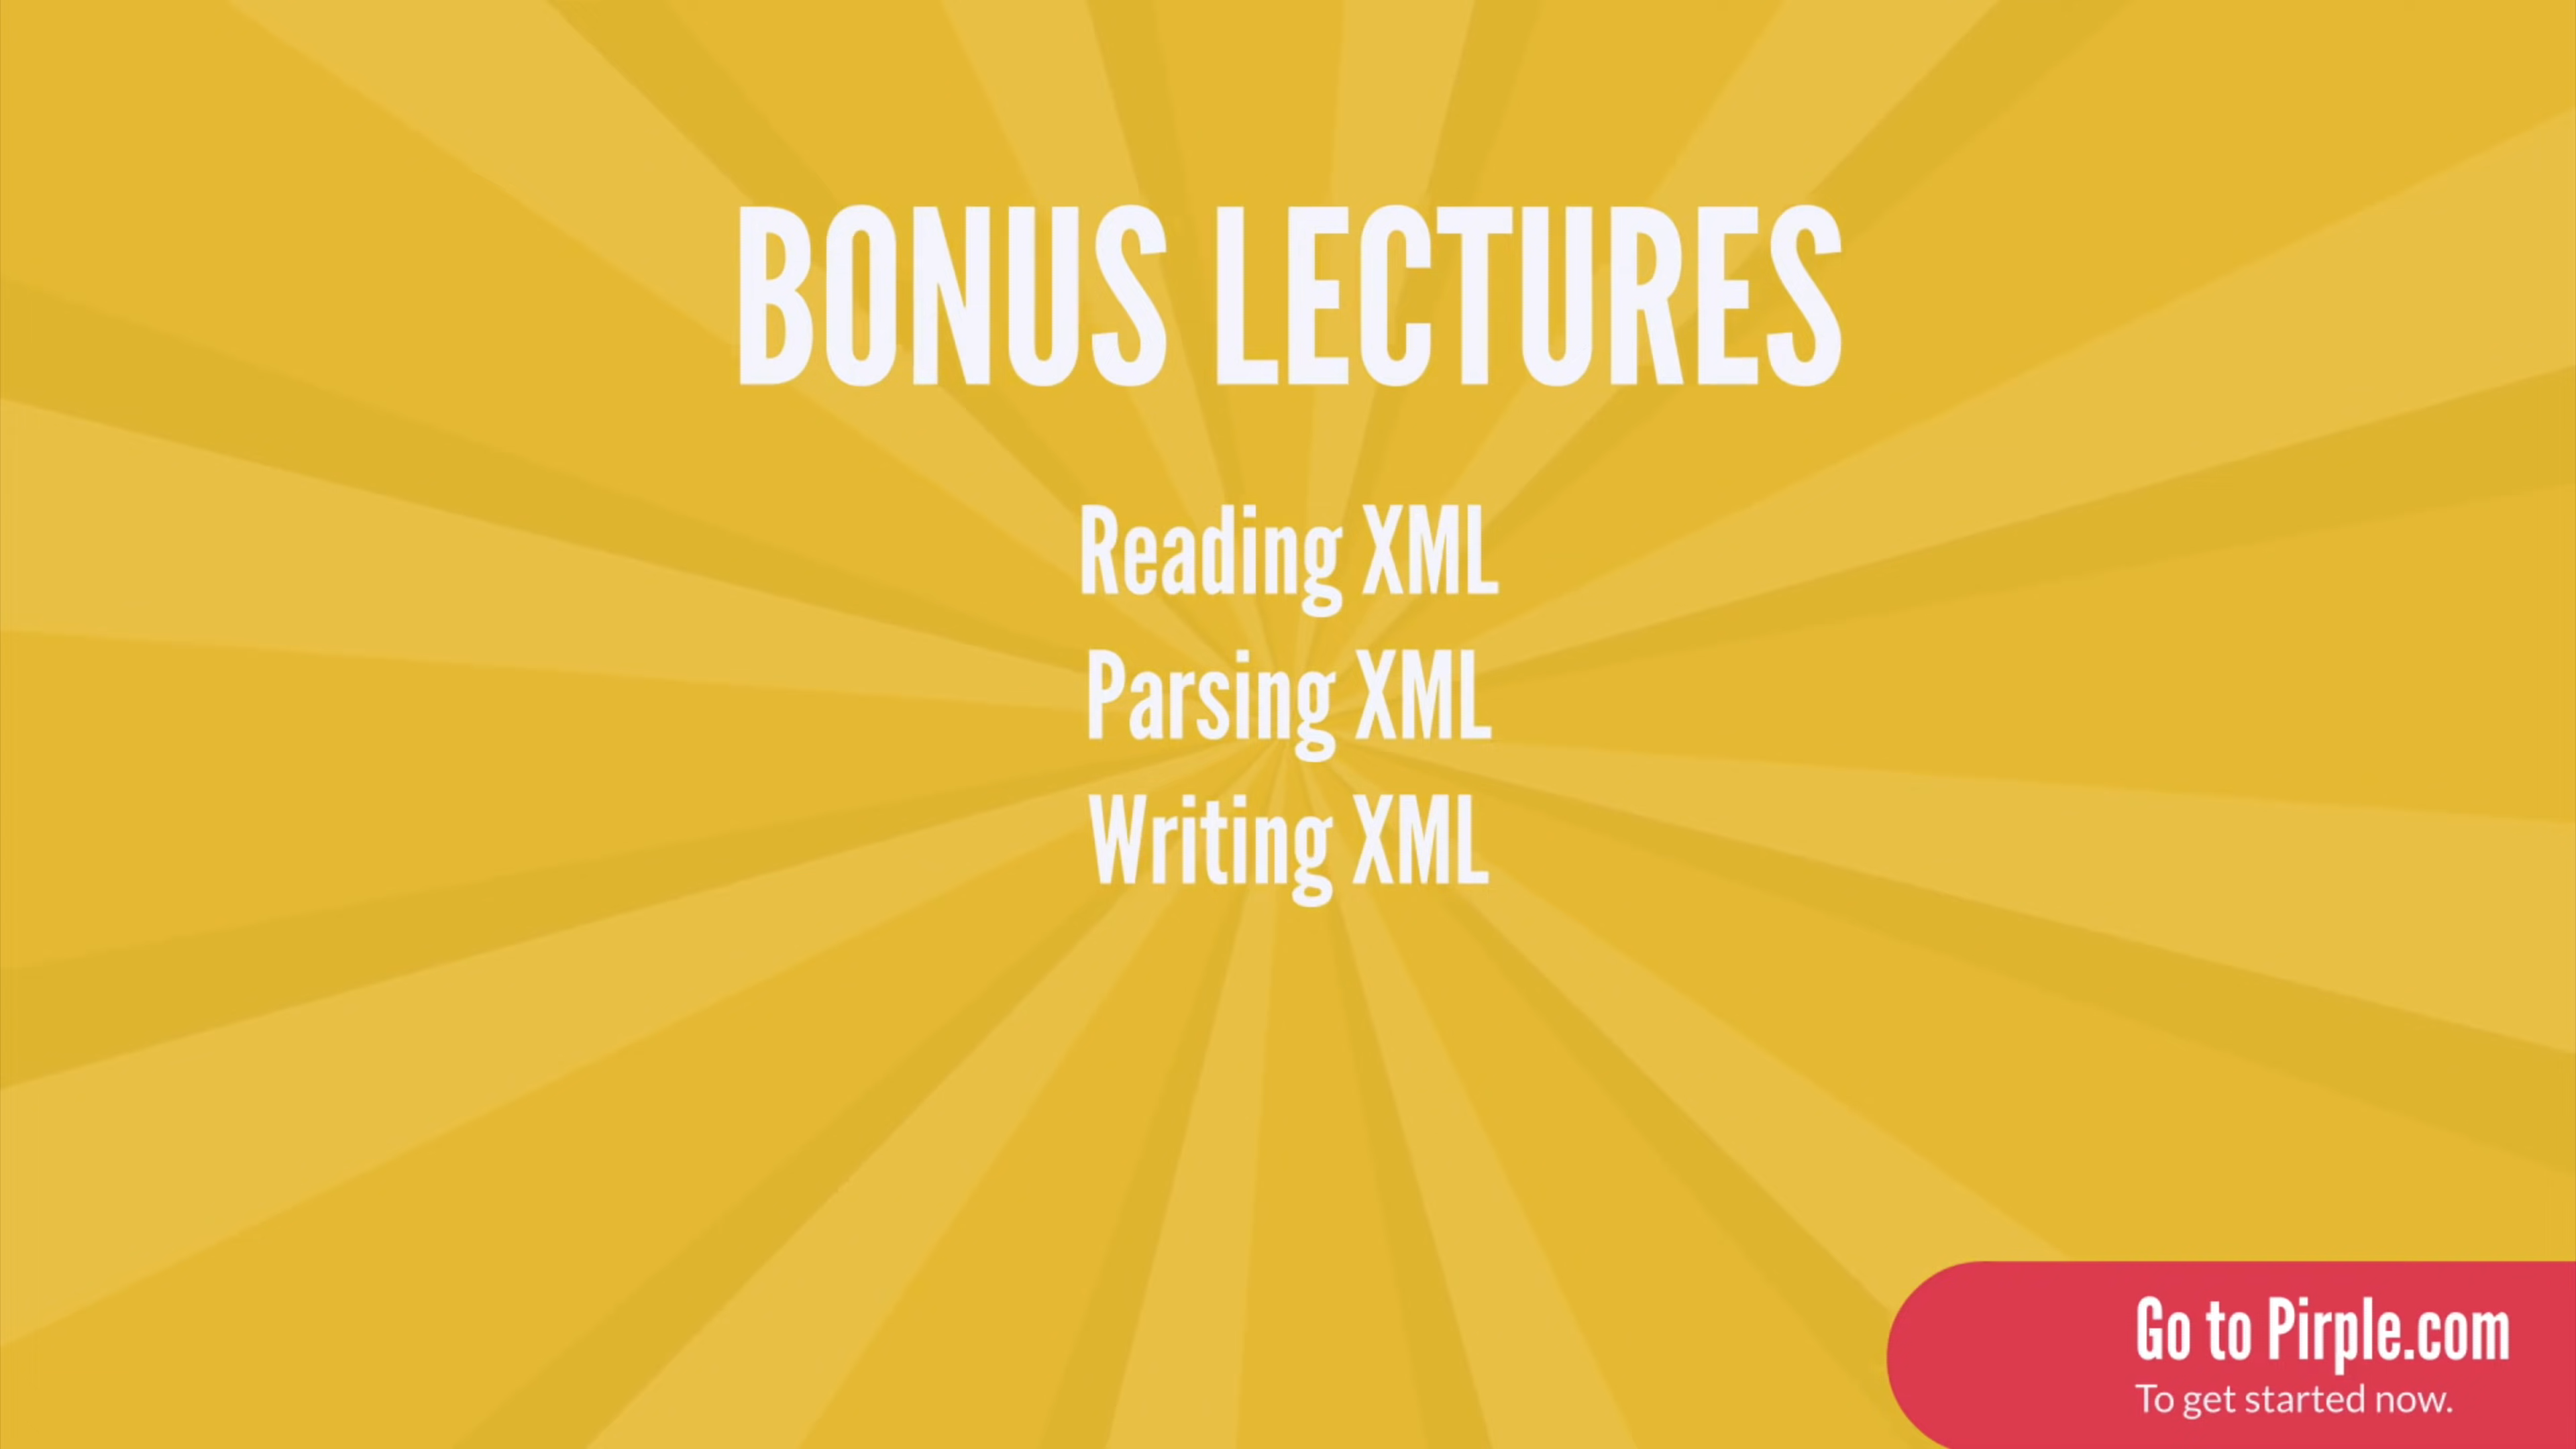 BONUS LECTURES
Reading XML
Parsing XML
Writing XML
Go to Pirple.com
To get started now.